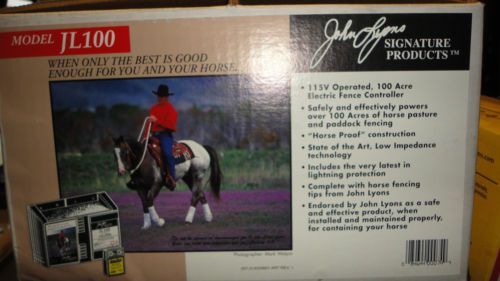 MODEL JL100
WHEN ONLY THE BEST IS GOOD
ENOUGH FOR YOU AND YOUR HORSE.
John Lyons
SIGNATURE
PRODUCTS™
• 115V Operated, 100 Acre
Electric Fence Controller
• Safely and effectively powers
over 100 Acres of horse pasture
and paddock fencing
• "Horse Proof" construction
• State of the Art, Low Impedance
technology
• Includes the very latest in
lightning protection
• Complete with horse fencing
tips from John Lyons
• Endorsed by John Lyons as a safe
and effective product, when
installed and maintained properly,
for containing your horse
Photographer: Mark